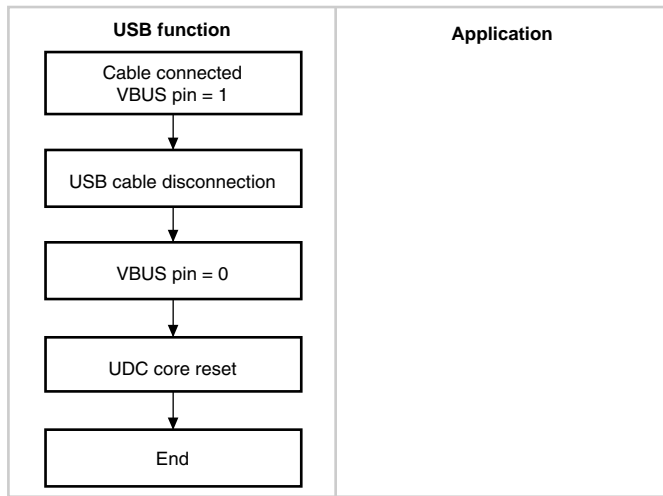 USB function
Application
Cable connected
VBUS pin = 1
USB cable disconnection
VBUS pin = 0
UDC core reset
End